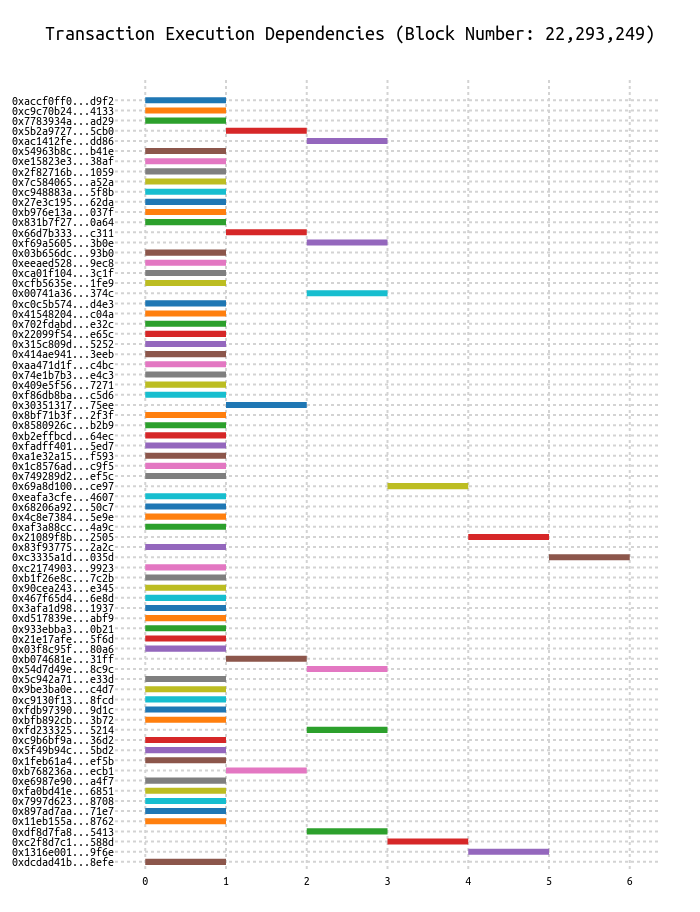 Transaction Execution Dependencies (Block Number: 22,293,249)
0xaccf0ff0...d9f2
0xc9c70b24...4133
0x7783934a...ad29
0x5b2a9727...5cb0
0xac1412fe...dd86
0x54963b8c...b41e
0xe15823e3...38af
0x2f82716b...1059
0x7c584065...a52a
0xc948883a...5f8b
0x27e3c195...62da
0xb976e13a...037f
0x831b7f27...0a64
0x66d7b333...c311
0xf69a5605...3b0e
0x03b656dc...93b0
0xeeaed528...9ec8
0xca01f104...3c1f
0xcfb5635e...1fe9
0x00741a36...374c
0xc0c5b574...d4e3
0x41548204...c04a
0x702fdabd...e32c
0x22099f54...e65c
0x315c809d...5252
0x414ae941...3eeb
0xaa471d1f...c4bc
0x74e1b7b3...e4c3
0x409e5f56...7271
0xf86db8ba...c5d6
0x30351317...75ee
0x8bf71b3f...2f3f
0x8580926c...b2b9
0xb2effbcd...64ec
0xfadff401...5ed7
0xa1e32a15...f593
0x1c8576ad...c9f5
0x749289d2...ef5c
0x69a8d100...ce97
0xeafa3cfe...4607
0x68206a92...50c7
0x4c8e7384...5e9e
0xaf3a88cc...4a9c
0x21089f8b...2505
0x83f93775...2a2c
0xc3335a1d...035d
0xc2174903...9923
0xb1f26e8c...7c2b
0x90cea243...e345
0x467f65d4...6e8d
0x3afa1d98...1937
0xd517839e...abf9
0x933ebba3...0b21
0x21e17afe...5f6d
0x03f8c95f...80a6
0xb074681e...31ff
0x54d7d49e...8c9c
0x5c942a71...e33d
0x9be3ba0e...c4d7
0xc9130f13...8fcd
0xfdb97390...9d1c
0xbfb892cb...3b72
0xfd233325...5214
0xc9b6bf9a...36d2
0x5f49b94c...5bd2
0x1feb61a4...ef5b
0xb768236a...ecb1
0xe6987e90...a4f7
0xfa0bd41e...6851
0x7997d623...8708
0x897ad7aa...71e7
0x11eb155a...8762
0xdf8d7fa8...5413
0xc2f8d7c1...588d
0x1316e001...9f6e
0xdcdad41b...8efe
0 1 2 3 4 5 6